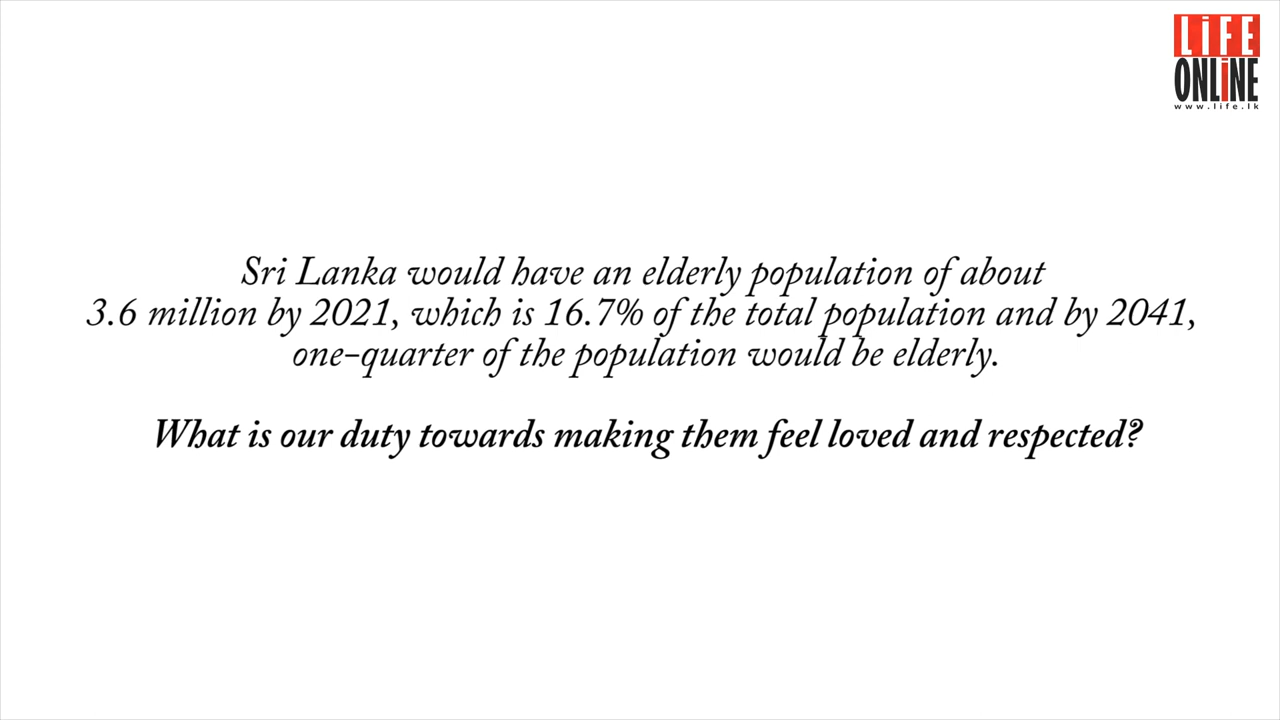 LiFE
ONLiNE
www.life.lk
Sri Lanka would have an elderly population of about
3.6 million by 2021, which is 16.7% of the total population and by 2041,
one-quarter of the population would be elderly.
What is our duty towards making them feel loved and respected?